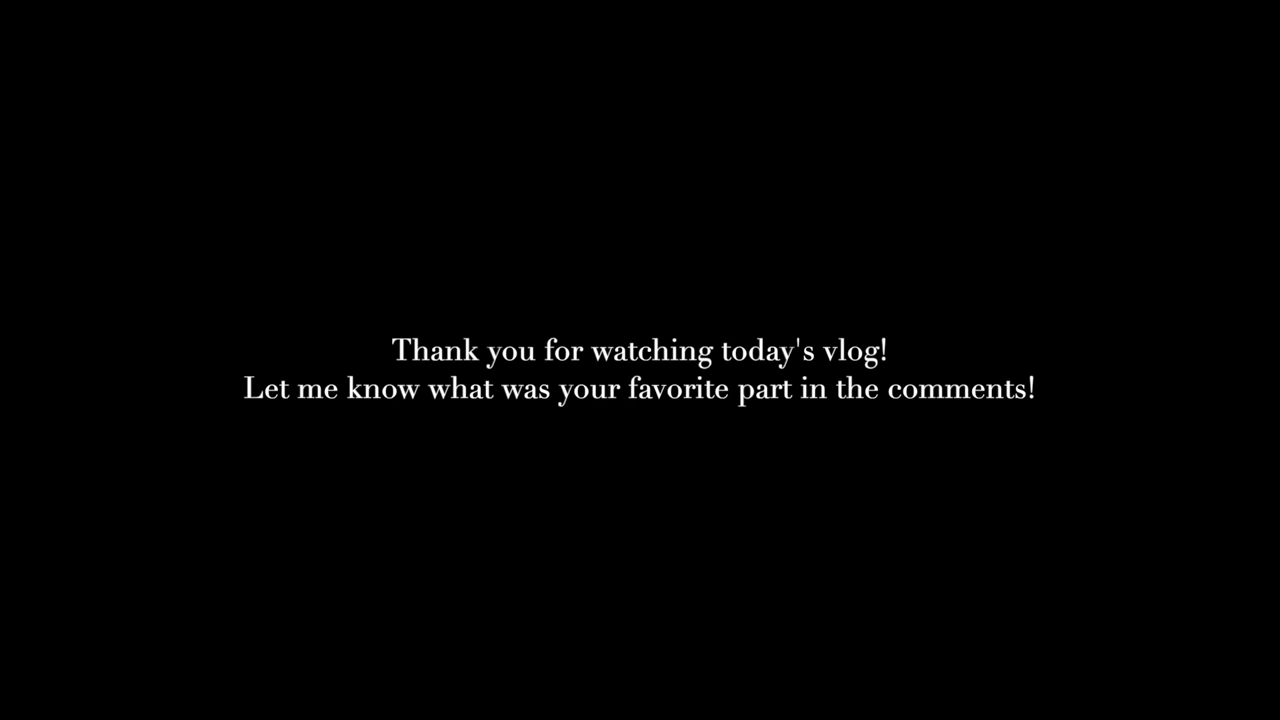 Thank you for watching today's vlog!
Let me know what was your favorite part in the comments!